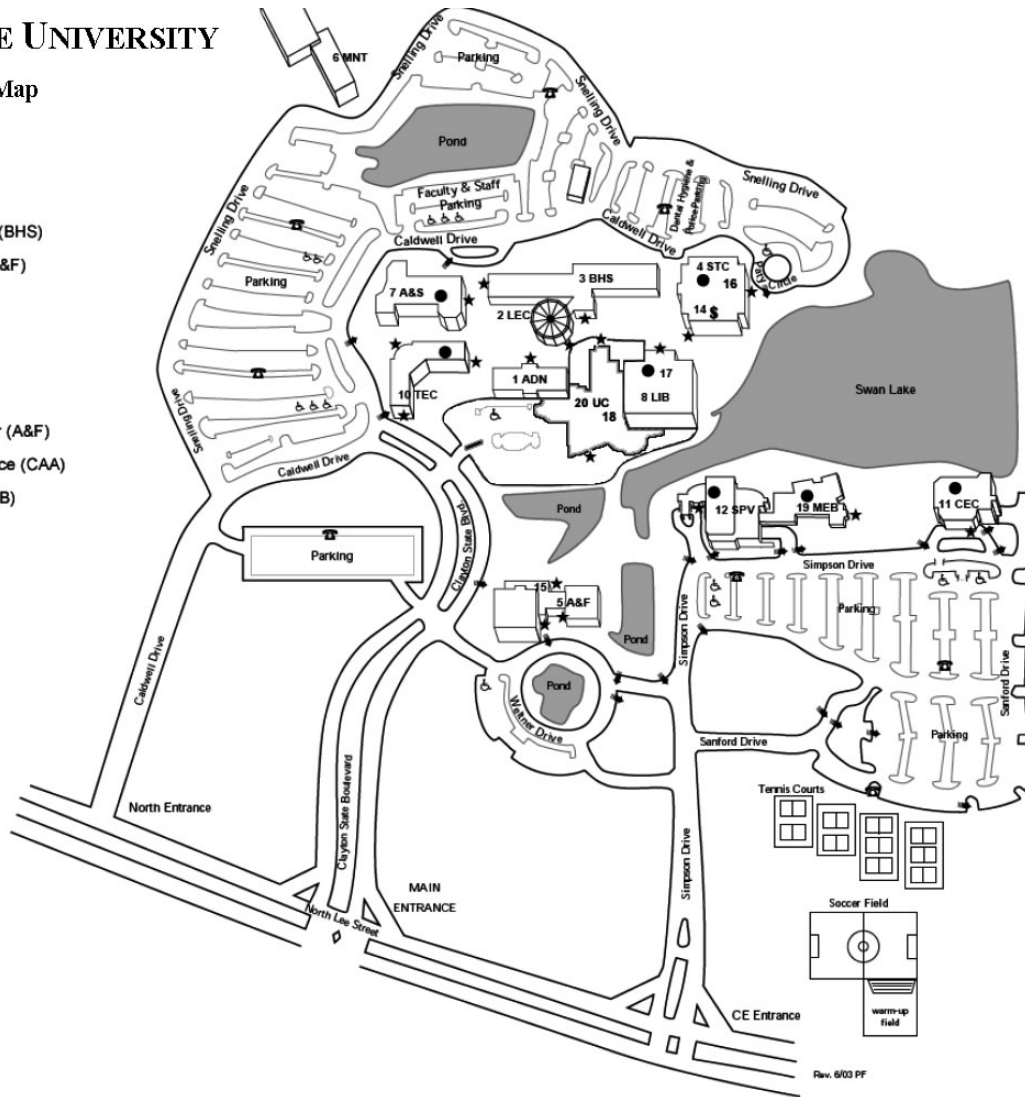 E UNIVERSITY
Map
(BHS)
&F)
r (A&F)
ce (CAA)
B)
6 MNT
Snelling Drive
Parking
Snelling Drive
Pond
Faculty & Staff
Parking
Dental Hygiene &
Police Parking
Snelling Drive
Snelling Drive
Caldwell Drive
Caldwell Drive
Paty Circle
Parking
7 A&S
3 BHS
2 LEC
4 STC
16
14 $
1 ADN
17
10 TEC
20 UC
18
8 LIB
Swan Lake
Snelling Drive
Caldwell Drive
Pond
12 SPV
19 MEB
11 CEC
Clayton State Blvd.
Parking
Simpson Drive
15
5 A&F
Parking
Pond
Simpson Drive
Caldwell Drive
Pond
Weltner Drive
Sanford Drive
Parking
Sanford Drive
Tennis Courts
North Entrance
Clayton State Boulevard
MAIN
ENTRANCE
Simpson Drive
North Lee Street
Soccer Field
warm-up
field
CE Entrance
Rev. 6/03 PF